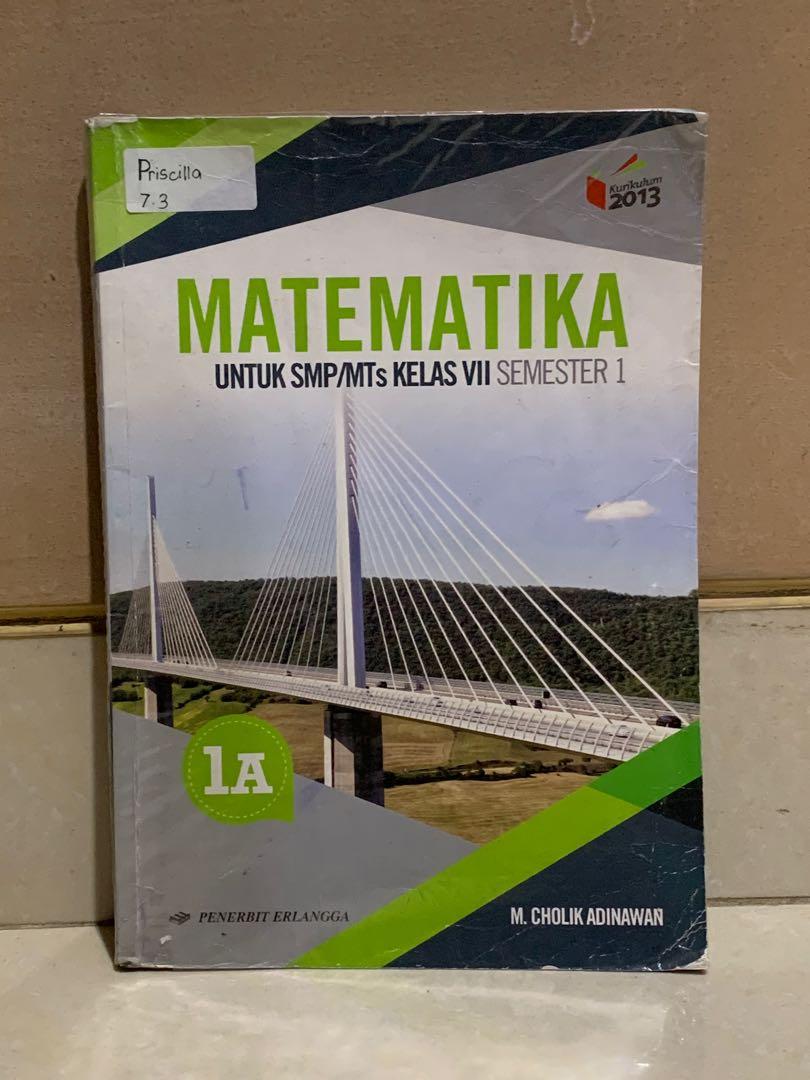 Priscilla
7.3
Kurikulum
2013
MATEMATIKA
UNTUK SMP/MTs KELAS VII SEMESTER 1
1A
PENERBIT ERLANGGA
M. CHOLIK ADINAWAN